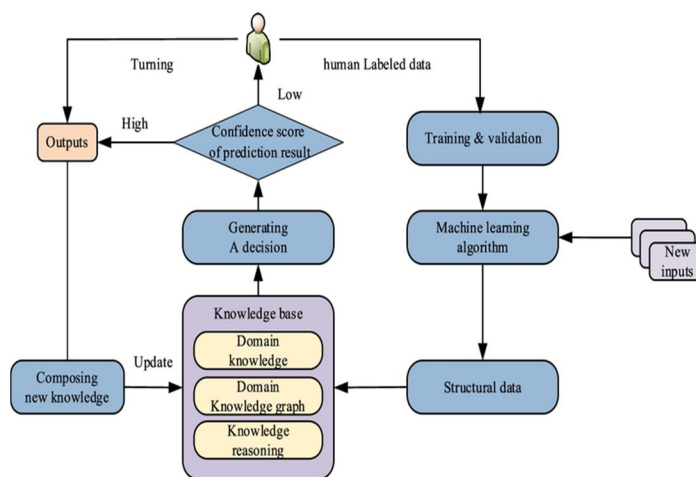 Turning
human Labeled data
Low
High
Confidence score
of prediction result
Outputs
Training & validation
Generating
A decision
Machine learning
algorithm
New
inputs
Knowledge base
Domain
knowledge
Update
Composing
new knowledge
Domain
Knowledge graph
Structural data
Knowledge
reasoning